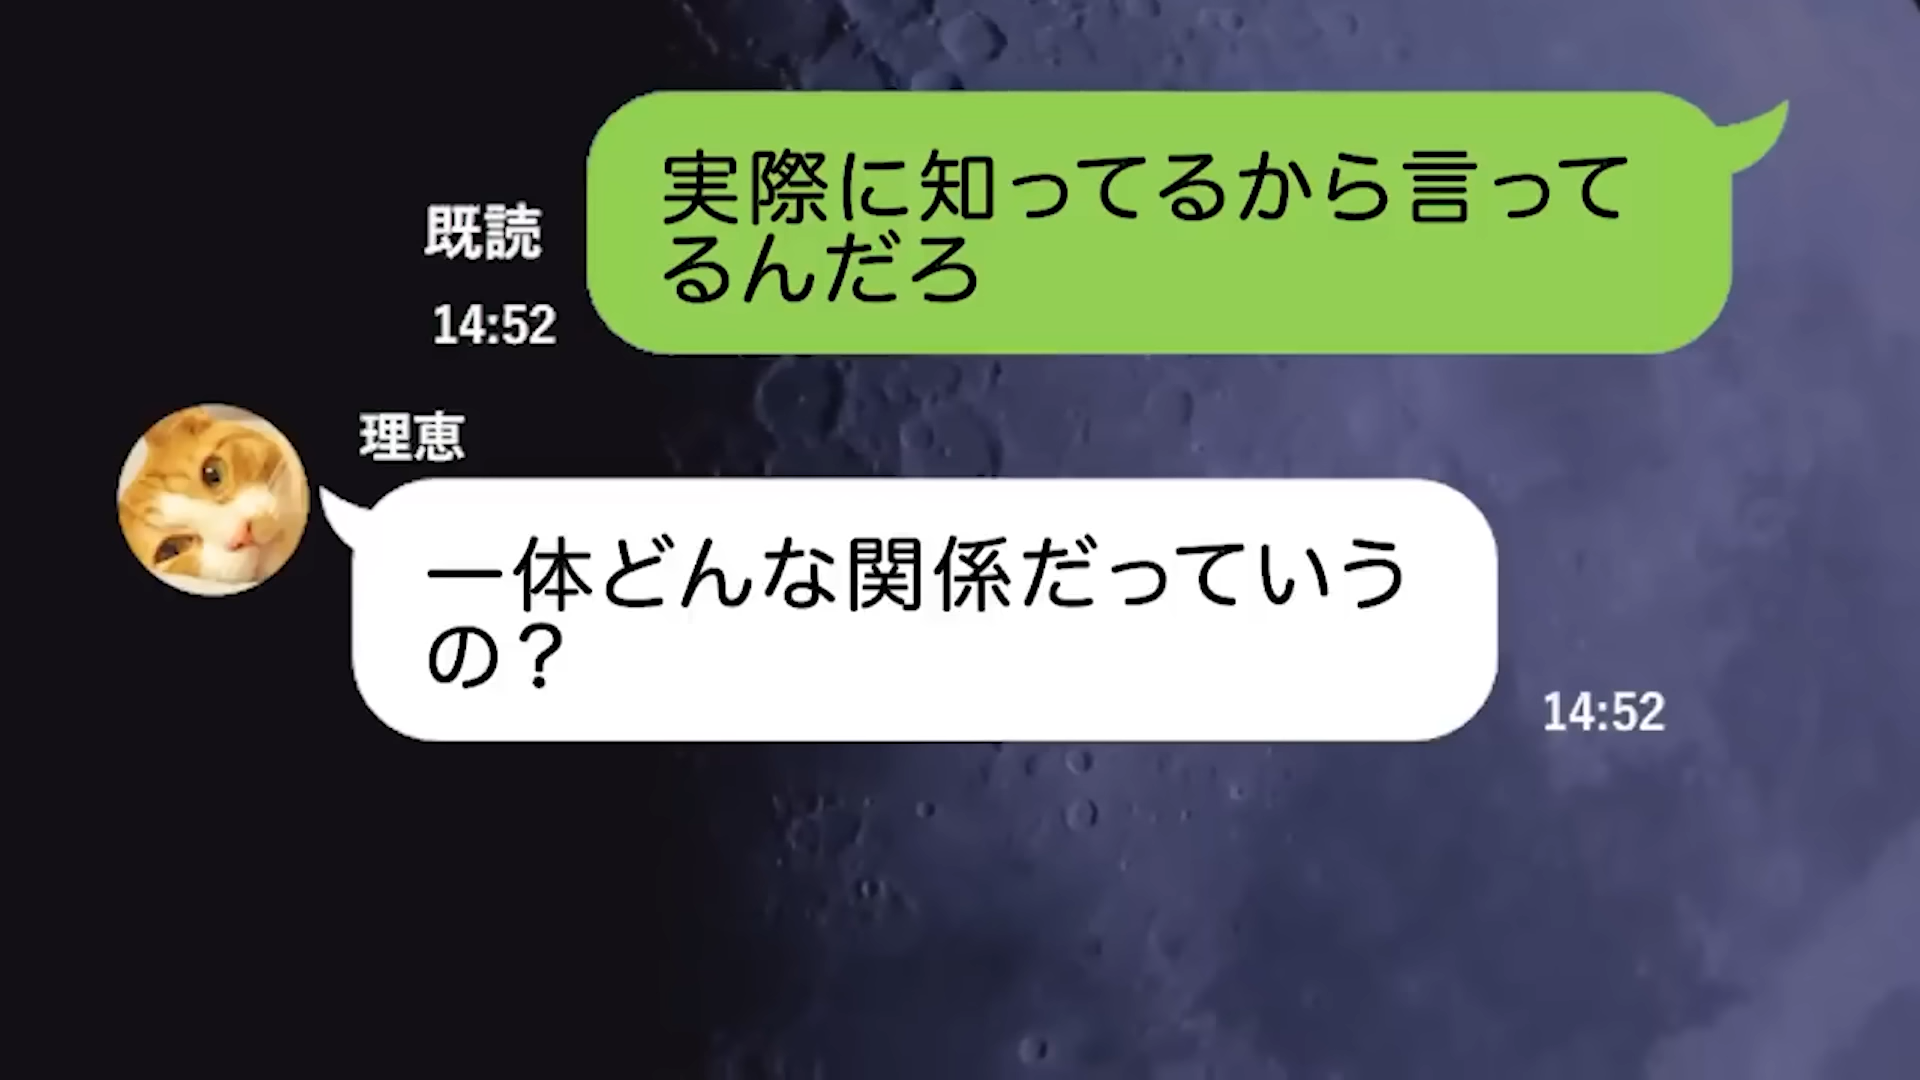 実際に知ってるから言って
るんだろ
既読
14:52
理恵
一体どんな関係だっていう
の？
14:52